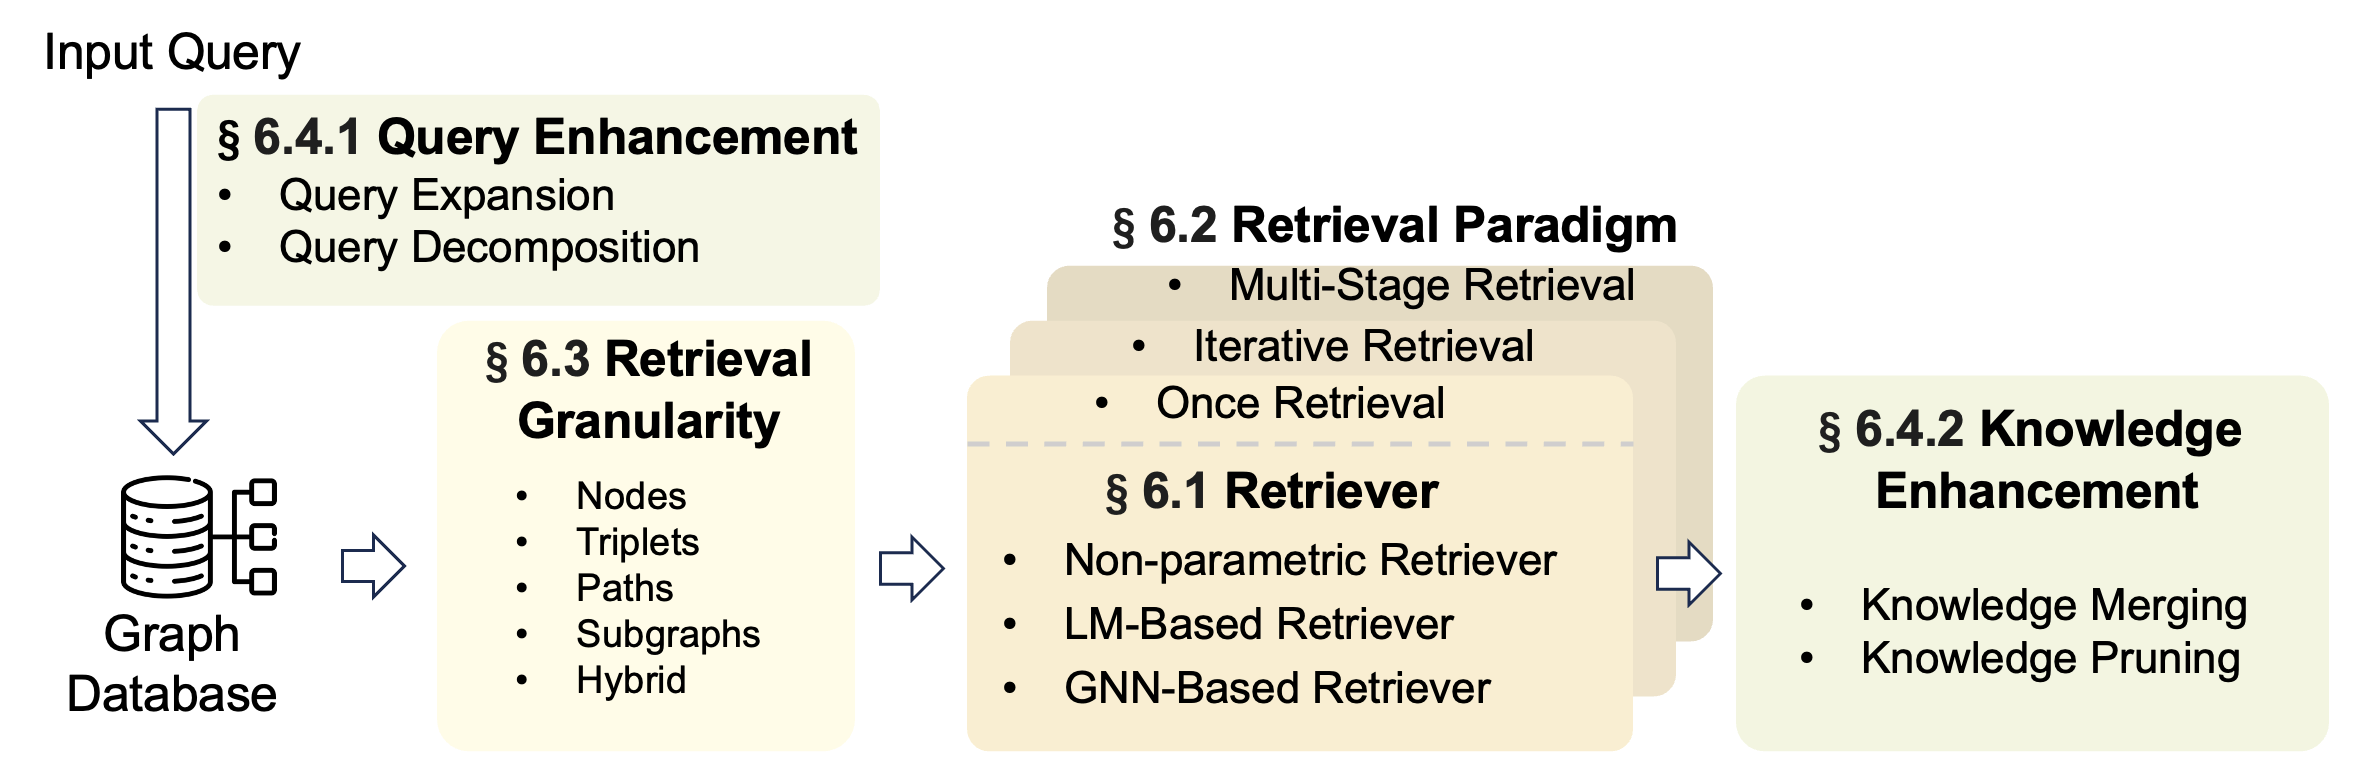 Input Query
§ 6.4.1 Query Enhancement
• Query Expansion
• Query Decomposition
Graph
Database
§ 6.3 Retrieval
Granularity
• Nodes
• Triplets
• Paths
• Subgraphs
• Hybrid
§ 6.2 Retrieval Paradigm
• Multi-Stage Retrieval
• Iterative Retrieval
• Once Retrieval
§ 6.1 Retriever
• Non-parametric Retriever
• LM-Based Retriever
• GNN-Based Retriever
§ 6.4.2 Knowledge
Enhancement
• Knowledge Merging
• Knowledge Pruning